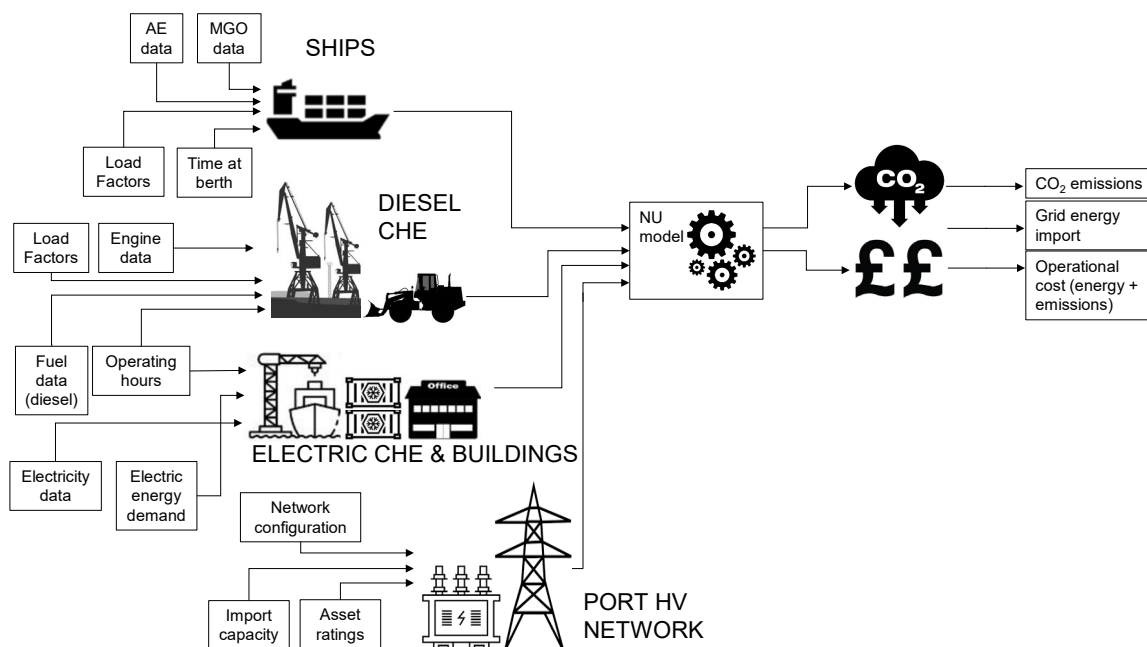 AE
data
MGO
data
SHIPS
Load
Factors
Time at
berth
DIESEL
CHE
Load
Factors
Engine
data
Fuel
data
(diesel)
Operating
hours
Office
ELECTRIC CHE & BUILDINGS
Electricity
data
Electric
energy
demand
Network
configuration
Import
capacity
Asset
ratings
PORT HV
NETWORK
NU
model
CO₂
££
CO₂ emissions
Grid energy
import
Operational
cost (energy +
emissions)